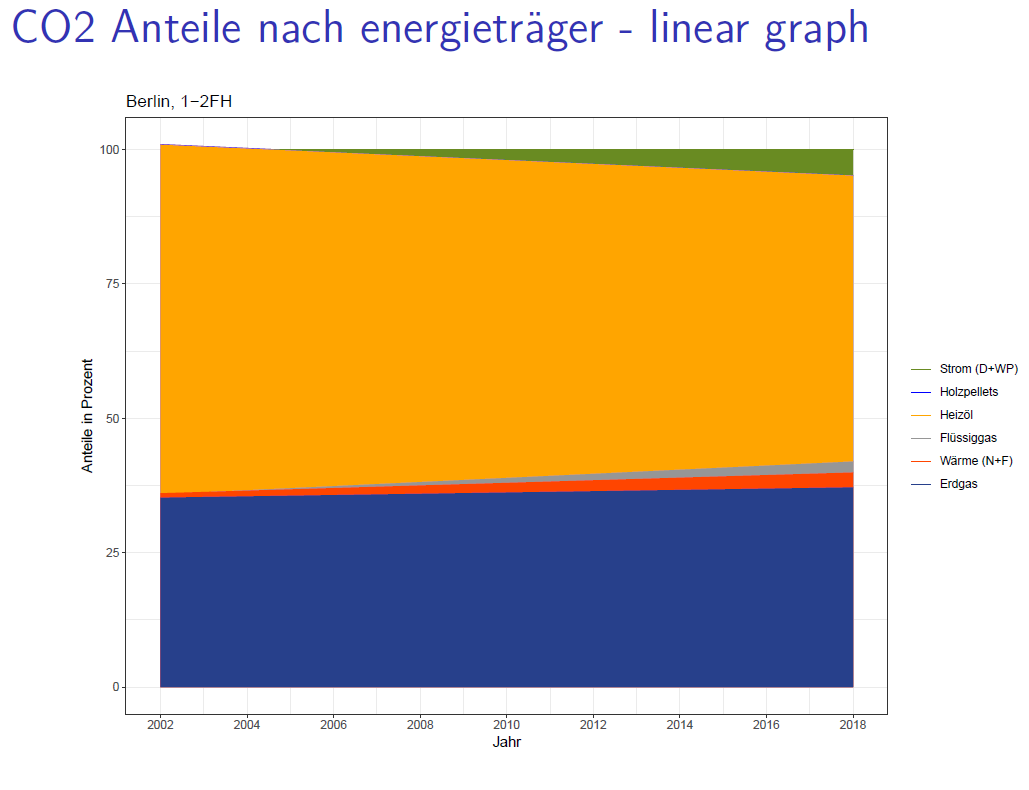 CO2 Anteile nach energieträger - linear graph
Berlin, 1−2FH
100
75
50
25
0
Anteile in Prozent
2002 2004 2006 2008 2010 2012 2014 2016 2018
Jahr
Strom (D+WP)
Holzpellets
Heizöl
Flüssiggas
Wärme (N+F)
Erdgas